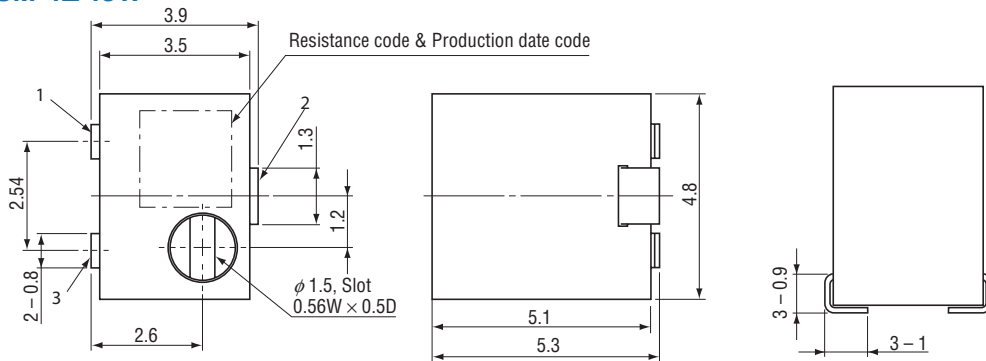 3.9
3.5
Resistance code & Production date code
1
2
1.3
2.54
1.2
4.8
2 – 0.8
3
φ 1.5, Slot
0.56W × 0.5D
2.6
5.1
5.3
3 – 0.9
3 – 1